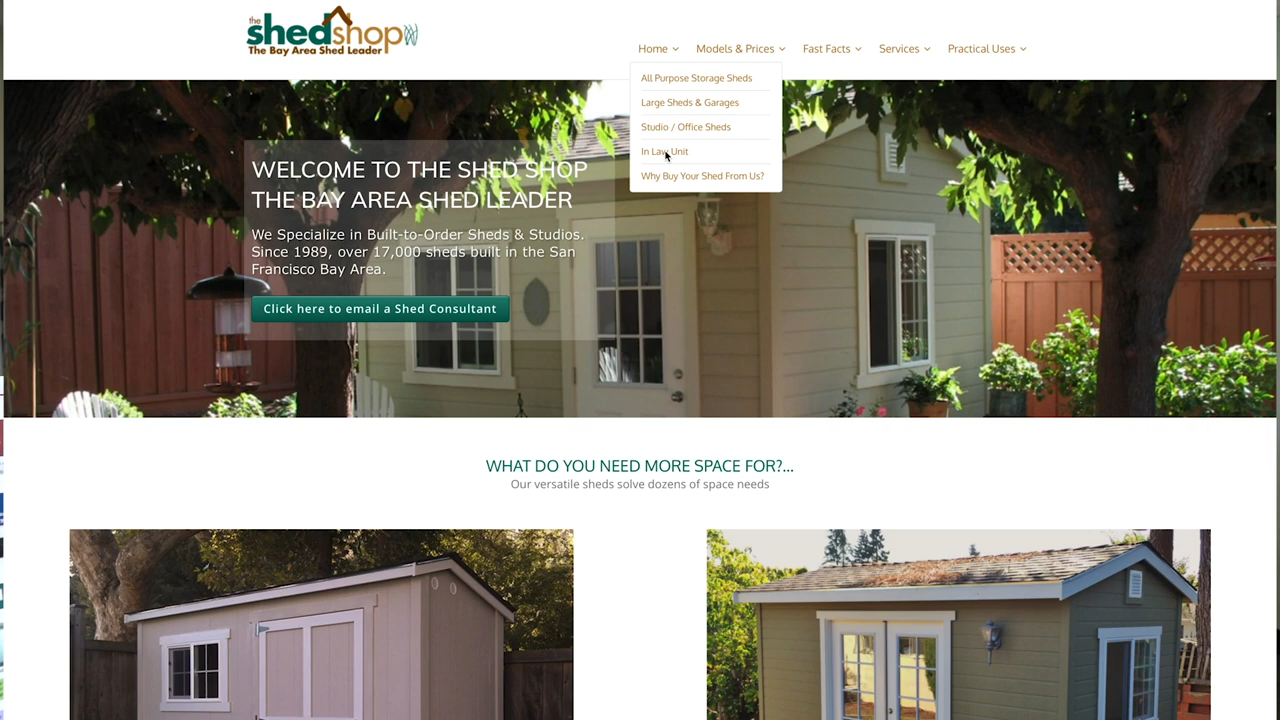 the
shedshop
The Bay Area Shed Leader
Home
Models & Prices
Fast Facts
Services
Practical Uses
All Purpose Storage Sheds
Large Sheds & Garages
Studio / Office Sheds
In Law Unit
Why Buy Your Shed From Us?
WELCOME TO THE SHED SHOP
THE BAY AREA SHED LEADER
We Specialize in Built-to-Order Sheds & Studios.
Since 1989, over 17,000 sheds built in the San
Francisco Bay Area.
Click here to email a Shed Consultant
WHAT DO YOU NEED MORE SPACE FOR?...
Our versatile sheds solve dozens of space needs